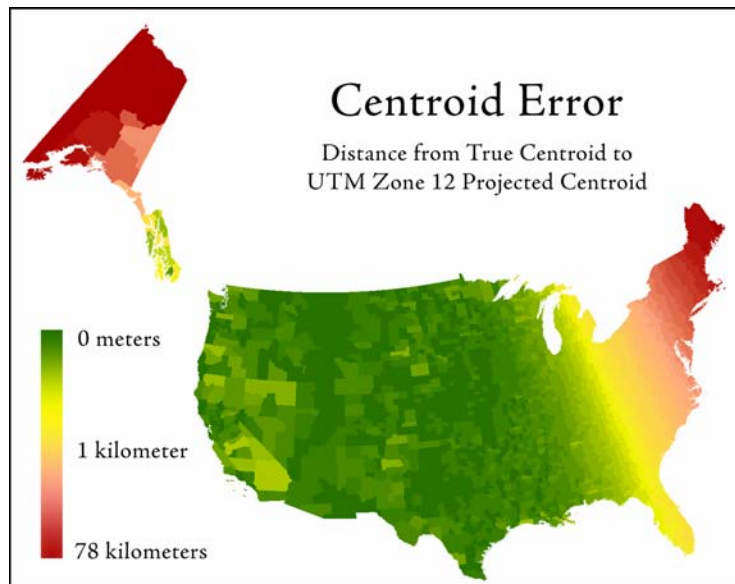 Centroid Error
Distance from True Centroid to
UTM Zone 12 Projected Centroid
0 meters
1 kilometer
78 kilometers